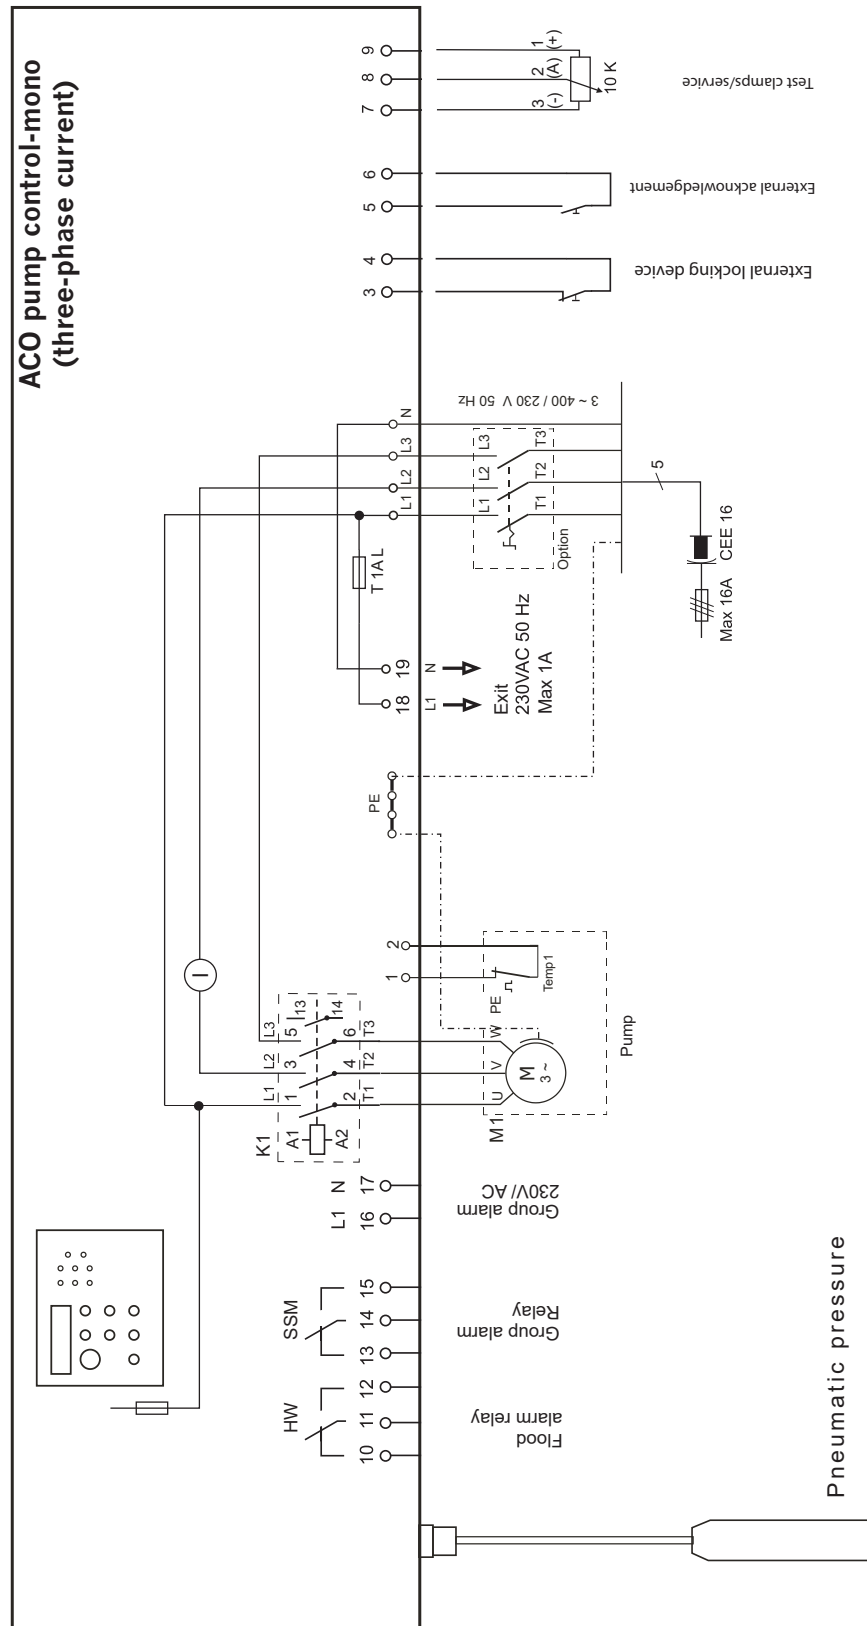 ACO pump control-mono
(three-phase current)
9
8
7
1
(+)
2
(A)
3
(-)
10 K
Test clamps/service
6
5
External acknowledgement
4
3
External locking device
N
L3
L2
L1
3 ~ 400 / 230 V 50 Hz
L3
L2
L1
T3
T2
T1
Option
5
CEE 16
Max 16A
T 1A L
19
18
N
L1
Exit
230VAC 50 Hz
Max 1A
PE
2
1
PE
Temp1
I
13
14
L3
L2
L1
5
3
1
6
4
2
T3
T2
T1
K1
A1
A2
W
V
U
M
3 ~
M1
Pump
N
L1
17
16
Group alarm
230V/ AC
SSM
15
14
13
Group alarm
Relay
HW
12
11
10
Flood
alarm relay
Pneumatic pressure